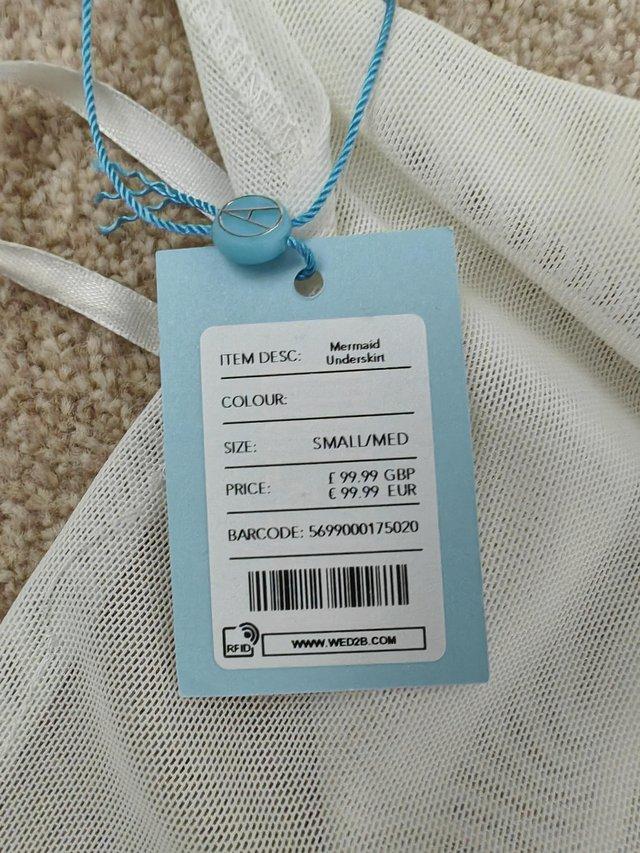 ITEM DESC: Mermaid
Underskirt
COLOUR:
SIZE: SMALL/MED
PRICE: £ 99.99 GBP
€ 99.99 EUR
BARCODE: 5699000175020
RFID WWW.WED2B.COM